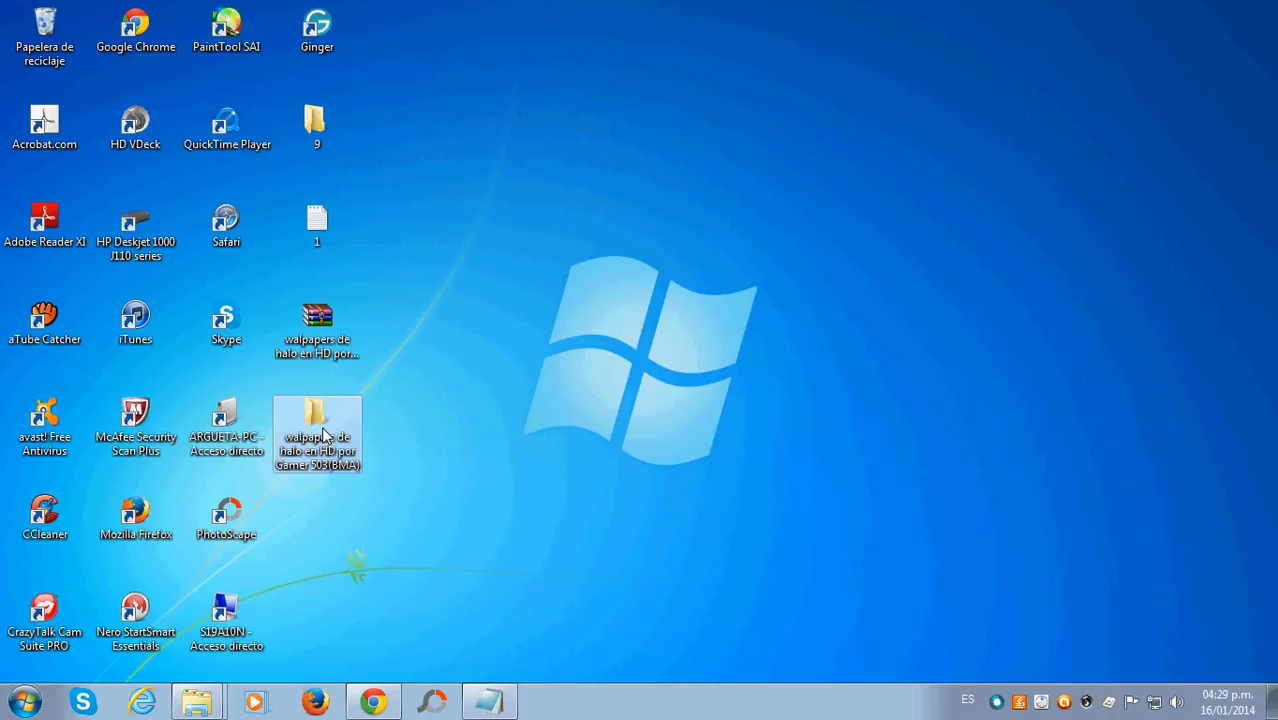 Papelera de
reciclaje
Google Chrome
PaintTool SAI
Ginger
Acrobat.com
HD VDeck
QuickTime Player
9
Adobe Reader XI
HP Deskjet 1000
J110 series
Safari
1
aTube Catcher
iTunes
Skype
walpapers de
halo en HD por...
avast! Free
Antivirus
McAfee Security
Scan Plus
ARGUETA-PC -
Acceso directo
walpapers de
halo en HD por
Gamer 503(BMA)
CCleaner
Mozilla Firefox
PhotoScape
CrazyTalk Cam
Suite PRO
Nero StartSmart
Essentials
S19A10N -
Acceso directo
ES
04:29 p.m.
16/01/2014